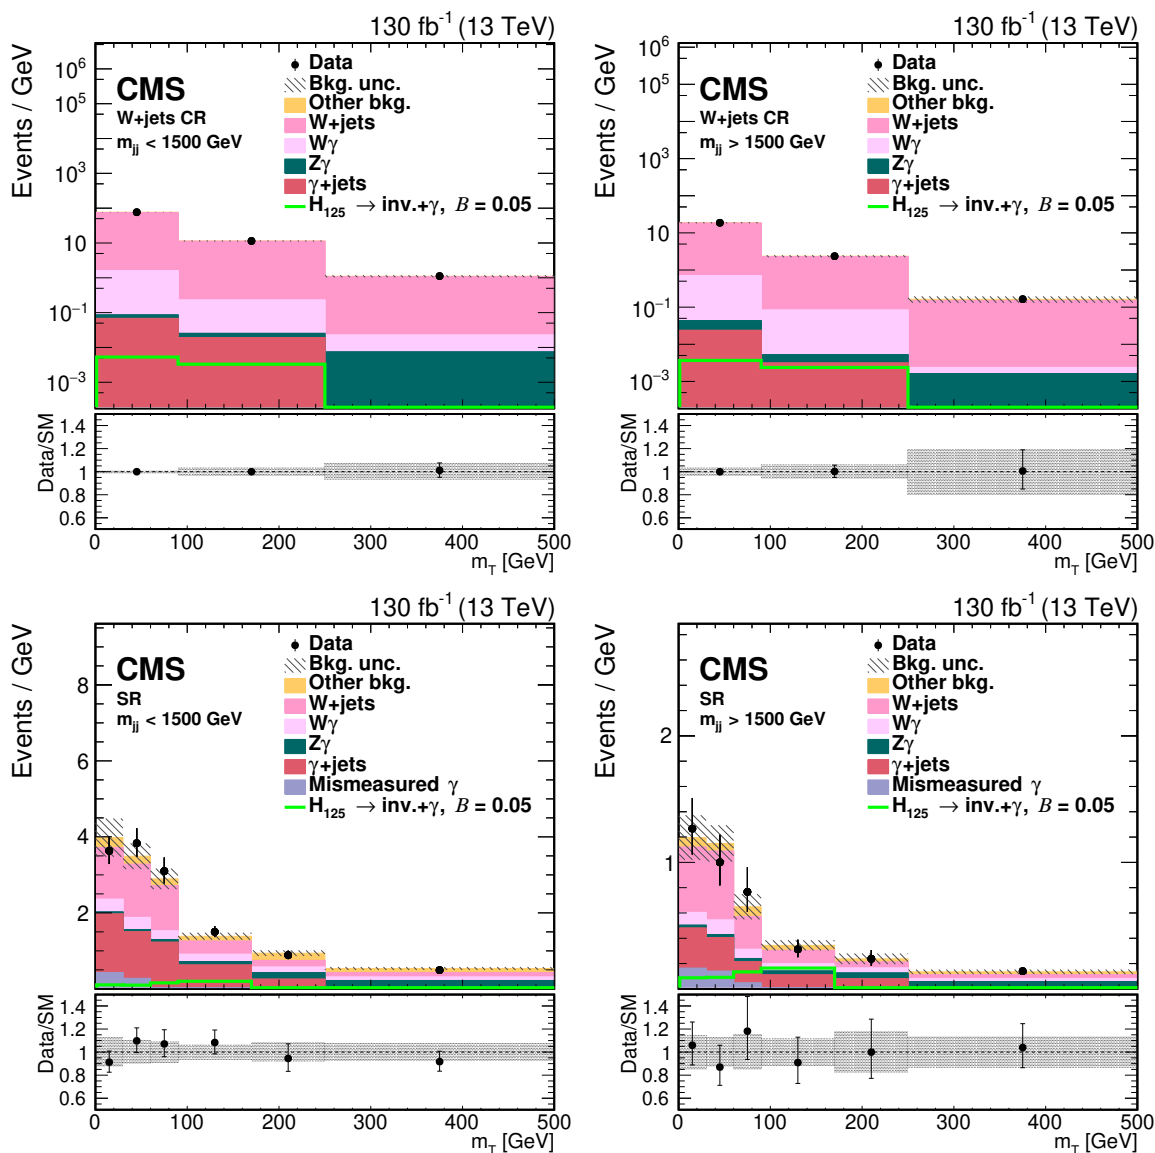 130 fb⁻¹ (13 TeV)
Events / GeV
10⁶
10⁵
10³
10
10⁻¹
10⁻³
CMS
W+jets CR
m_jj < 1500 GeV
Data
Bkg. unc.
Other bkg.
W+jets
Wγ
Zγ
γ+jets
H₁₂₅ → inv.+γ, B = 0.05
Data/SM
1.4
1.2
1
0.8
0.6
0 100 200 300 400 500
m_T [GeV]
130 fb⁻¹ (13 TeV)
Events / GeV
10⁶
10⁵
10³
10
10⁻¹
10⁻³
CMS
W+jets CR
m_jj > 1500 GeV
Data
Bkg. unc.
Other bkg.
W+jets
Wγ
Zγ
γ+jets
H₁₂₅ → inv.+γ, B = 0.05
Data/SM
1.4
1.2
1
0.8
0.6
0 100 200 300 400 500
m_T [GeV]
130 fb⁻¹ (13 TeV)
Events / GeV
8
6
4
2
CMS
SR
m_jj < 1500 GeV
Data
Bkg. unc.
Other bkg.
W+jets
Wγ
Zγ
γ+jets
Mismeasured γ
H₁₂₅ → inv.+γ, B = 0.05
Data/SM
1.4
1.2
1
0.8
0.6
0 100 200 300 400 500
m_T [GeV]
130 fb⁻¹ (13 TeV)
Events / GeV
2
1
CMS
SR
m_jj > 1500 GeV
Data
Bkg. unc.
Other bkg.
W+jets
Wγ
Zγ
γ+jets
Mismeasured γ
H₁₂₅ → inv.+γ, B = 0.05
Data/SM
1.4
1.2
1
0.8
0.6
0 100 200 300 400 500
m_T [GeV]